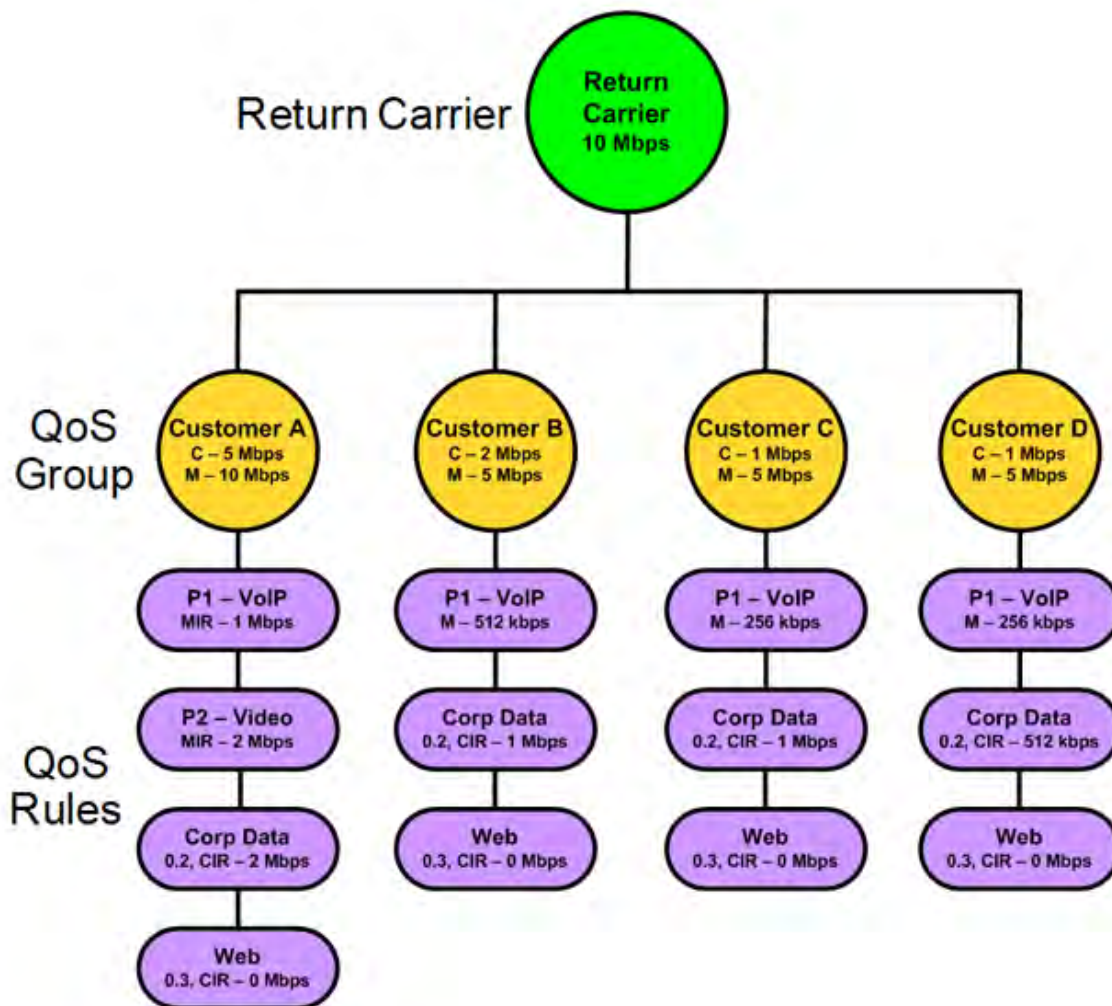 Return Carrier
Return
Carrier
10 Mbps
QoS
Group
Customer A
C – 5 Mbps
M – 10 Mbps
Customer B
C – 2 Mbps
M – 5 Mbps
Customer C
C – 1 Mbps
M – 5 Mbps
Customer D
C – 1 Mbps
M – 5 Mbps
QoS
Rules
P1 – VoIP
MIR – 1 Mbps
P1 – VoIP
M – 512 kbps
P1 – VoIP
M – 256 kbps
P1 – VoIP
M – 256 kbps
P2 – Video
MIR – 2 Mbps
Corp Data
0.2, CIR – 1 Mbps
Corp Data
0.2, CIR – 1 Mbps
Corp Data
0.2, CIR – 512 kbps
Corp Data
0.2, CIR – 2 Mbps
Web
0.3, CIR – 0 Mbps
Web
0.3, CIR – 0 Mbps
Web
0.3, CIR – 0 Mbps
Web
0.3, CIR – 0 Mbps